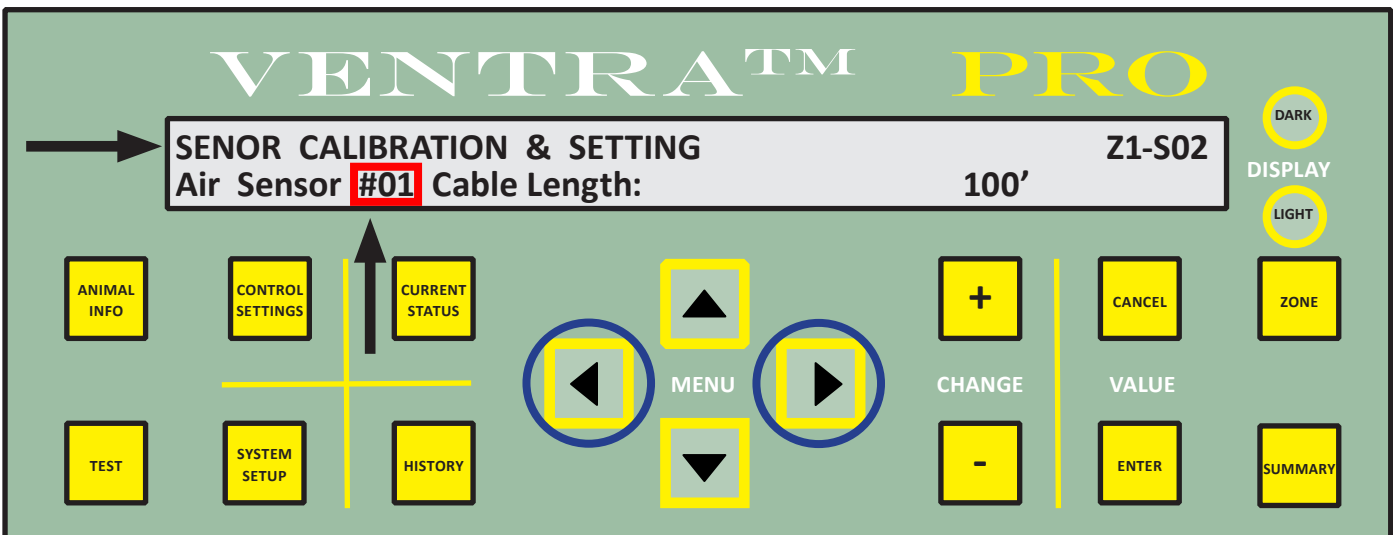 VENTRA™ PRO
SENOR CALIBRATION & SETTING Z1-S02
Air Sensor #01 Cable Length: 100’
DARK
DISPLAY
LIGHT
ANIMAL
INFO
CONTROL
SETTINGS
CURRENT
STATUS
+
CANCEL
ZONE
MENU
CHANGE
VALUE
TEST
SYSTEM
SETUP
HISTORY
-
ENTER
SUMMARY